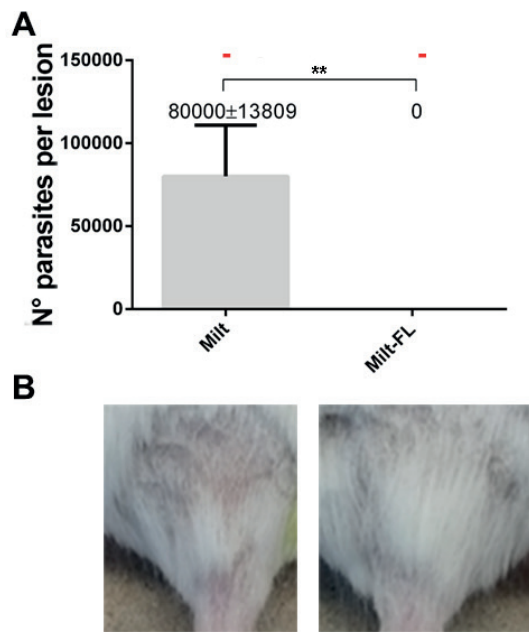 A
N° parasites per lesion
150000
100000
50000
0
**
80000±13809
0
Milt
Milt-FL
B